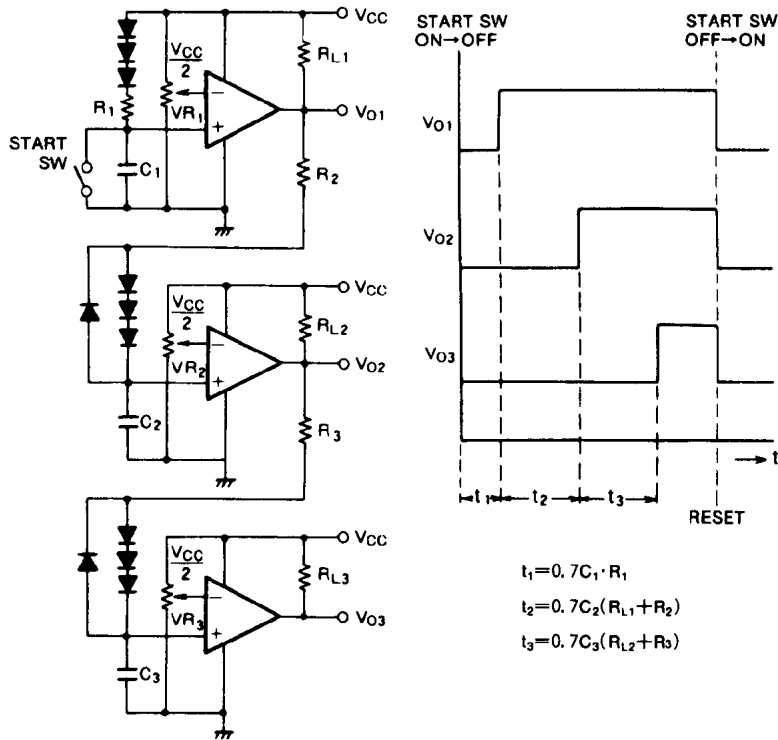 VCC
VCC/2
RL1
R1
VR1
−
+
VO1
START
SW
C1
R2
VCC
VCC/2
RL2
−
VR2
+
VO2
C2
R3
VCC
VCC/2
RL3
−
VR3
+
VO3
C3
START SW
ON→OFF
START SW
OFF→ON
VO1
VO2
VO3
→ t
t1
t2
t3
RESET
t1=0.7C1·R1
t2=0.7C2(RL1+R2)
t3=0.7C3(RL2+R3)